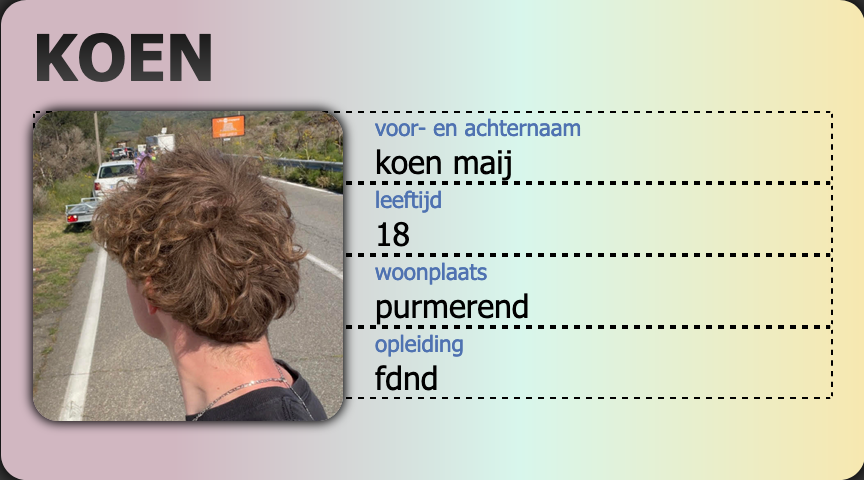 KOEN
voor- en achternaam
koen maij
leeftijd
18
woonplaats
purmerend
opleiding
fdnd